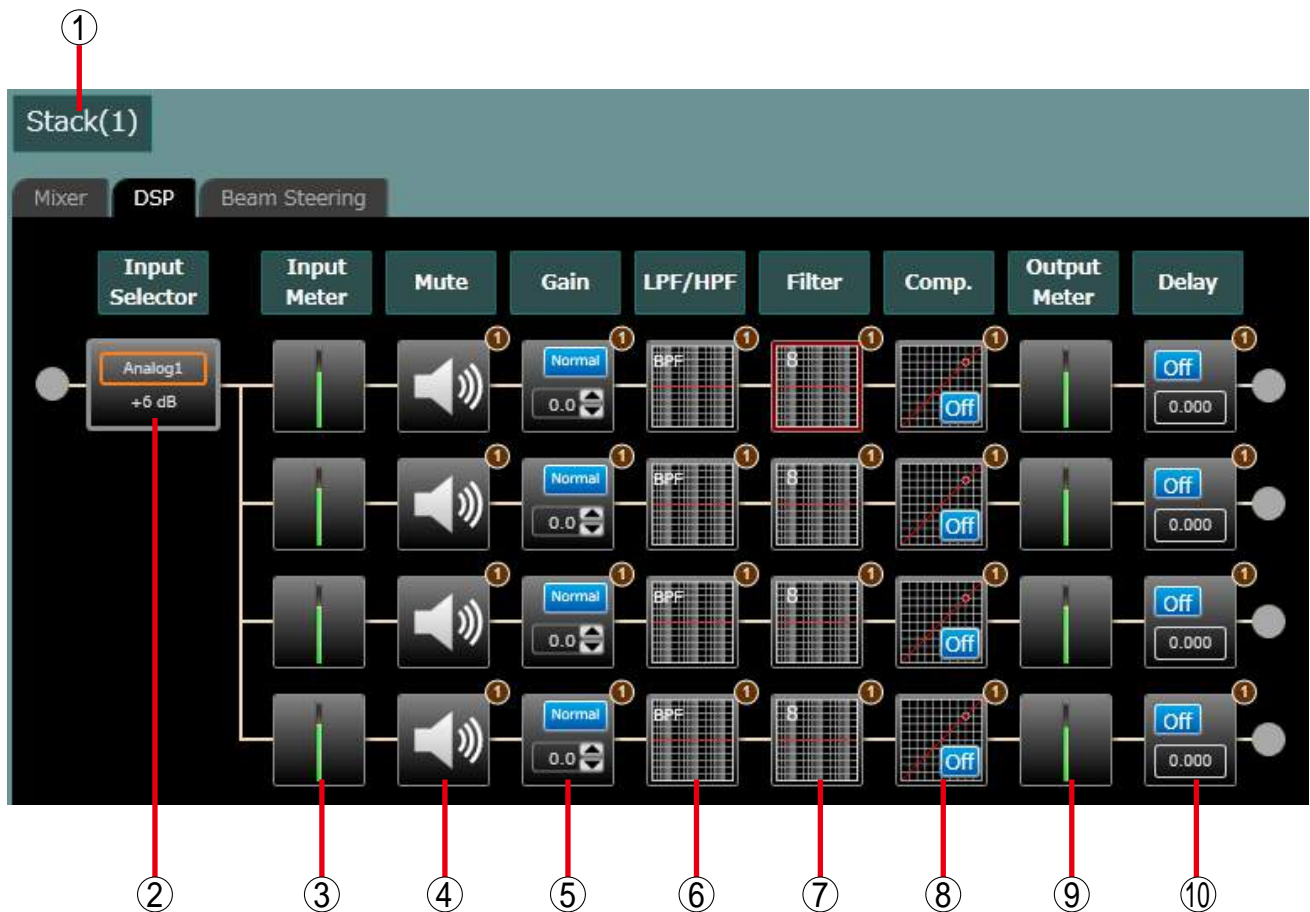 ①
Stack(1)
Mixer DSP Beam Steering
Input Selector Input Meter Mute Gain LPF/HPF Filter Comp. Output Meter Delay
1 1 1 1 1 1
Analog1 Normal BPF 8 Off
+6 dB 0.0 Off 0.000
1 1 1 1 1 1
Normal BPF 8 Off
0.0 Off 0.000
1 1 1 1 1 1
Normal BPF 8 Off
0.0 Off 0.000
1 1 1 1 1 1
Normal BPF 8 Off
0.0 Off 0.000
② ③ ④ ⑤ ⑥ ⑦ ⑧ ⑨ ⑩